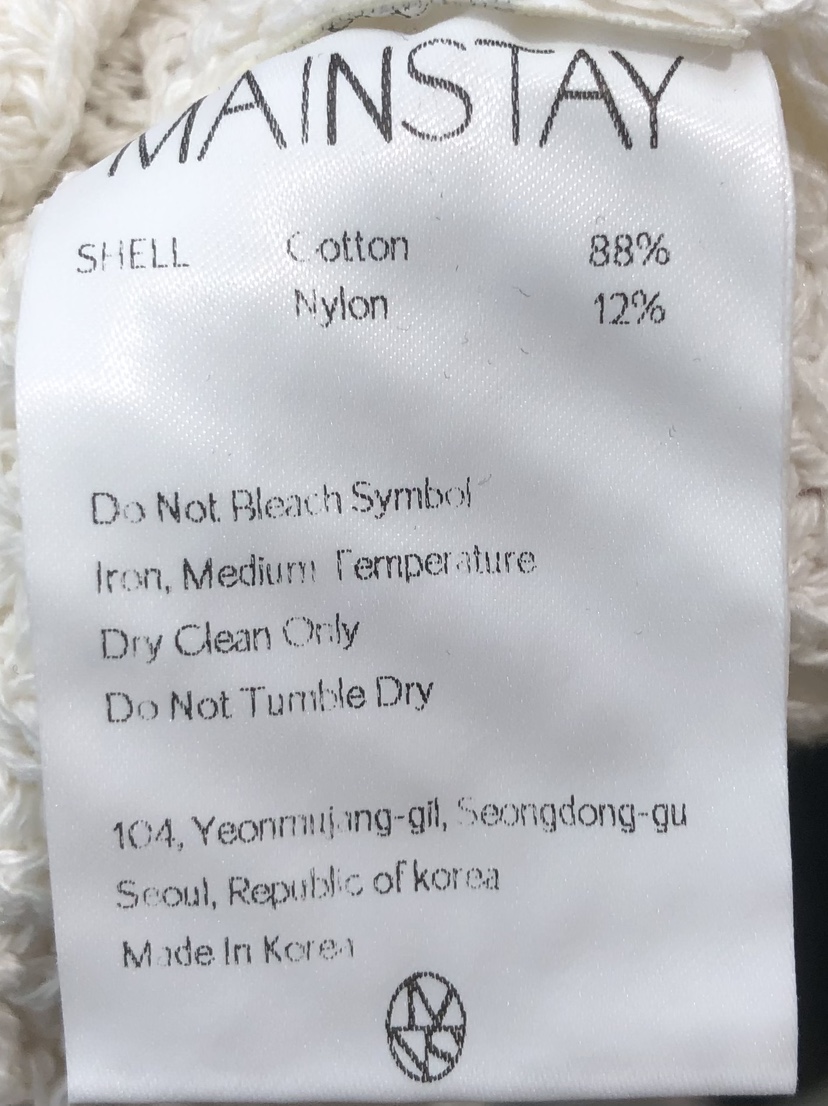 MAINSTAY
SHELL Cotton 88%
Nylon 12%
Do Not Bleach Symbol
Iron, Medium Temperature
Dry Clean Only
Do Not Tumble Dry
104, Yeonmujang-gil, Seongdong-gu
Seoul, Republic of korea
Made In Korea